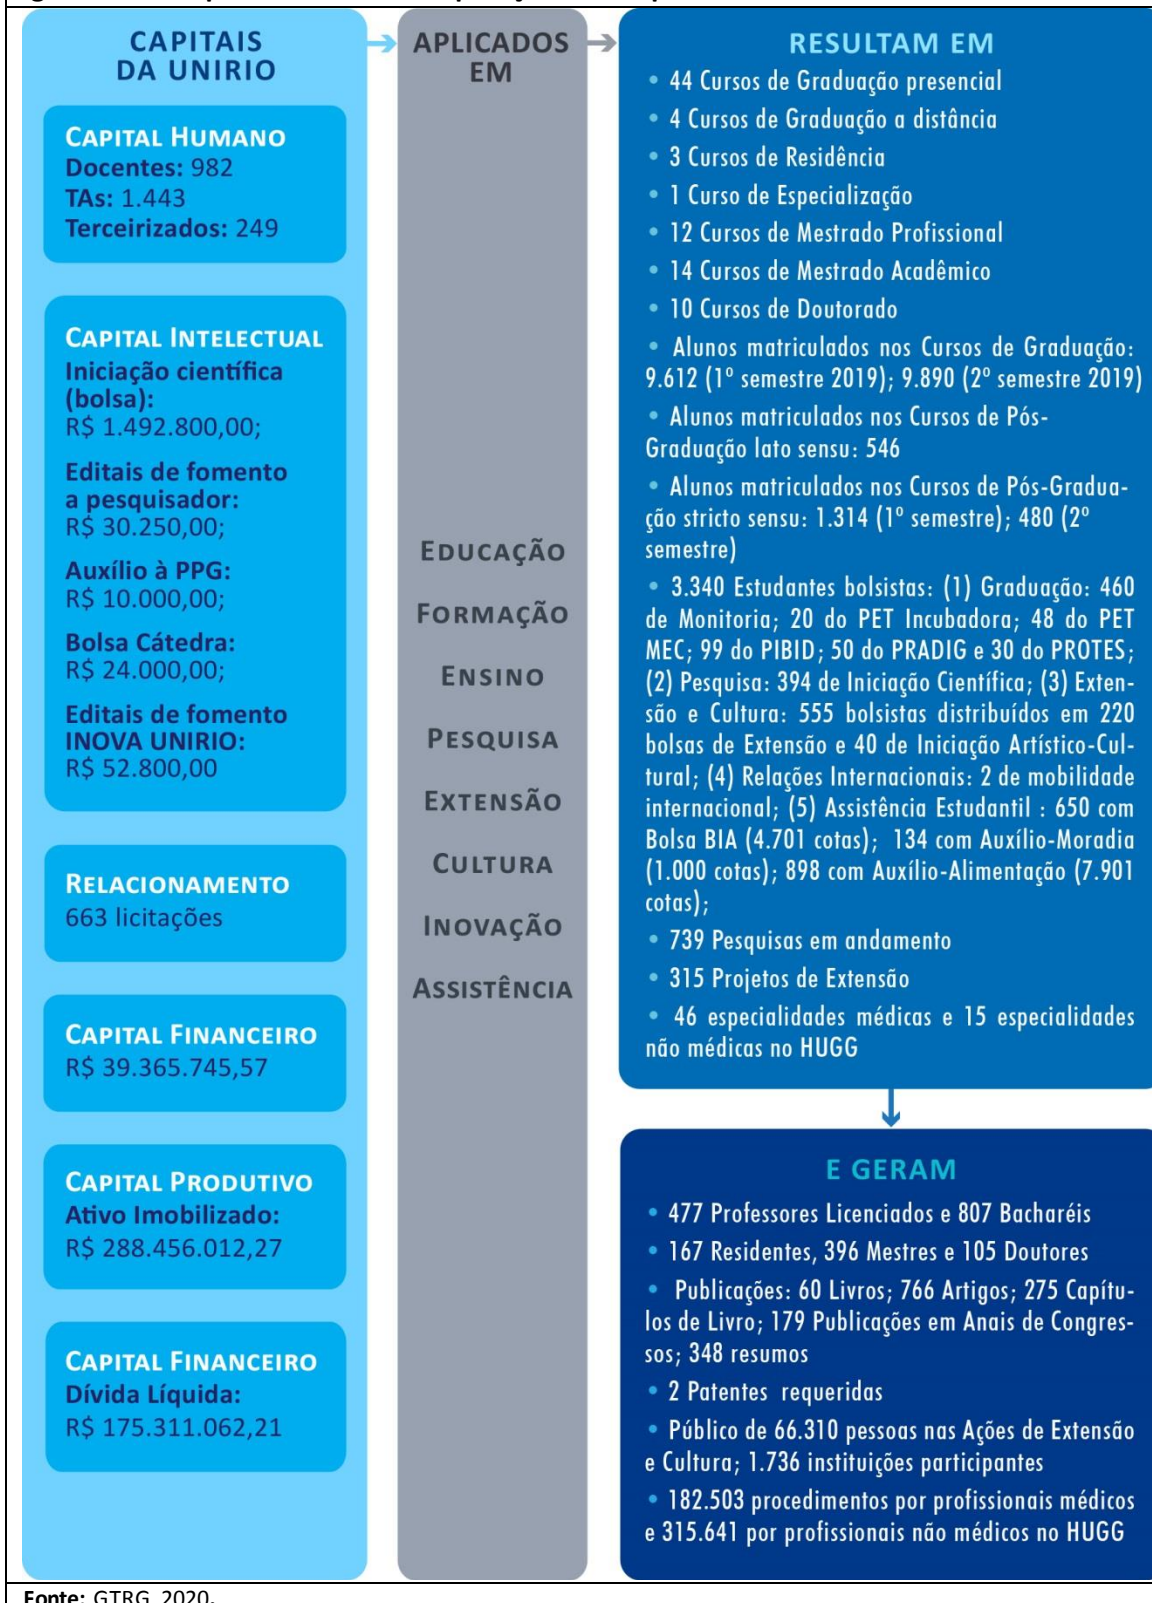 CAPITAIS
DA UNIRIO
CAPITAL HUMANO
Docentes: 982
TAs: 1.443
Terceirizados: 249
CAPITAL INTELECTUAL
Iniciação científica
(bolsa):
R$ 1.492.800,00;
Editais de fomento
a pesquisador:
R$ 30.250,00;
Auxílio à PPG:
R$ 10.000,00;
Bolsa Cátedra:
R$ 24.000,00;
Editais de fomento
INOVA UNIRIO:
R$ 52.800,00
RELACIONAMENTO
663 licitações
CAPITAL FINANCEIRO
R$ 39.365.745,57
CAPITAL PRODUTIVO
Ativo Imobilizado:
R$ 288.456.012,27
CAPITAL FINANCEIRO
Dívida Líquida:
R$ 175.311.062,21
APLICADOS
EM
EDUCAÇÃO
FORMAÇÃO
ENSINO
PESQUISA
EXTENSÃO
CULTURA
INOVAÇÃO
ASSISTÊNCIA
RESULTAM EM
• 44 Cursos de Graduação presencial
• 4 Cursos de Graduação a distância
• 3 Cursos de Residência
• 1 Curso de Especialização
• 12 Cursos de Mestrado Profissional
• 14 Cursos de Mestrado Acadêmico
• 10 Cursos de Doutorado
• Alunos matriculados nos Cursos de Graduação:
9.612 (1º semestre 2019); 9.890 (2º semestre 2019)
• Alunos matriculados nos Cursos de Pós-
Graduação lato sensu: 546
• Alunos matriculados nos Cursos de Pós-Gradua-
ção stricto sensu: 1.314 (1º semestre); 480 (2º
semestre)
• 3.340 Estudantes bolsistas: (1) Graduação: 460
de Monitoria; 20 do PET Incubadora; 48 do PET
MEC; 99 do PIBID; 50 do PRADIG e 30 do PROTES;
(2) Pesquisa: 394 de Iniciação Científica; (3) Exten-
são e Cultura: 555 bolsistas distribuídos em 220
bolsas de Extensão e 40 de Iniciação Artístico-Cul-
tural; (4) Relações Internacionais: 2 de mobilidade
internacional; (5) Assistência Estudantil : 650 com
Bolsa BIA (4.701 cotas); 134 com Auxílio-Moradia
(1.000 cotas); 898 com Auxílio-Alimentação (7.901
cotas);
• 739 Pesquisas em andamento
• 315 Projetos de Extensão
• 46 especialidades médicas e 15 especialidades
não médicas no HUGG
E GERAM
• 477 Professores Licenciados e 807 Bacharéis
• 167 Residentes, 396 Mestres e 105 Doutores
• Publicações: 60 Livros; 766 Artigos; 275 Capítu-
los de Livro; 179 Publicações em Anais de Congres-
sos; 348 resumos
• 2 Patentes requeridas
• Público de 66.310 pessoas nas Ações de Extensão
e Cultura; 1.736 instituições participantes
• 182.503 procedimentos por profissionais médicos
e 315.641 por profissionais não médicos no HUGG
Fonte: GTRG, 2020.